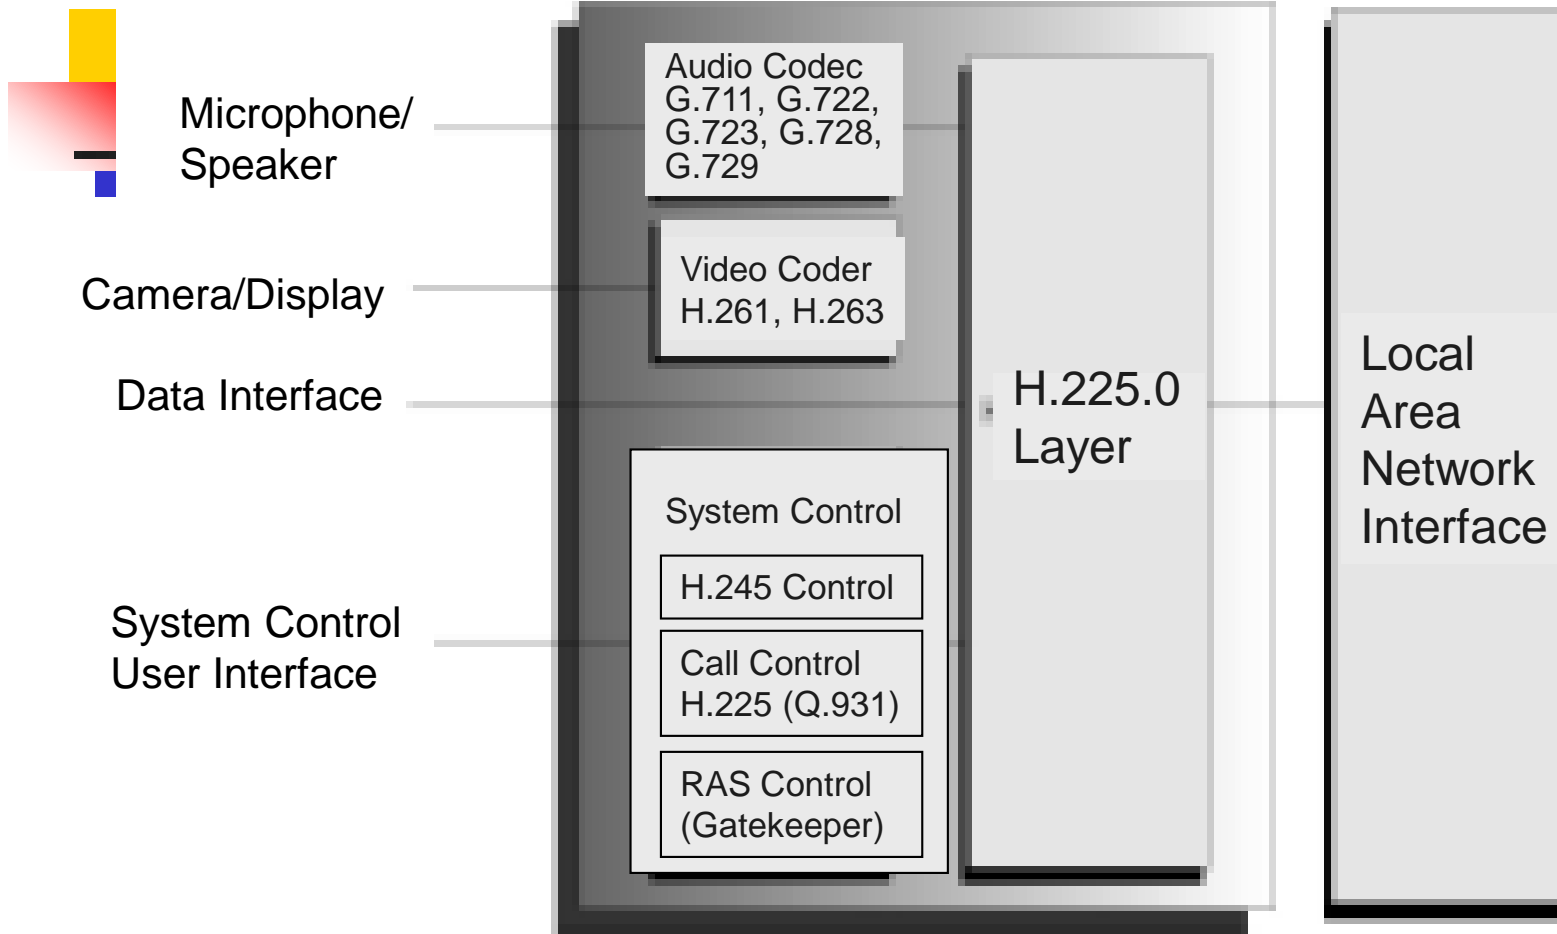 Microphone/
Speaker
Audio Codec
G.711, G.722,
G.723, G.728,
G.729
Camera/Display
Video Coder
H.261, H.263
Data Interface
System Control
User Interface
System Control
H.245 Control
Call Control
H.225 (Q.931)
RAS Control
(Gatekeeper)
H.225.0
Layer
Local
Area
Network
Interface